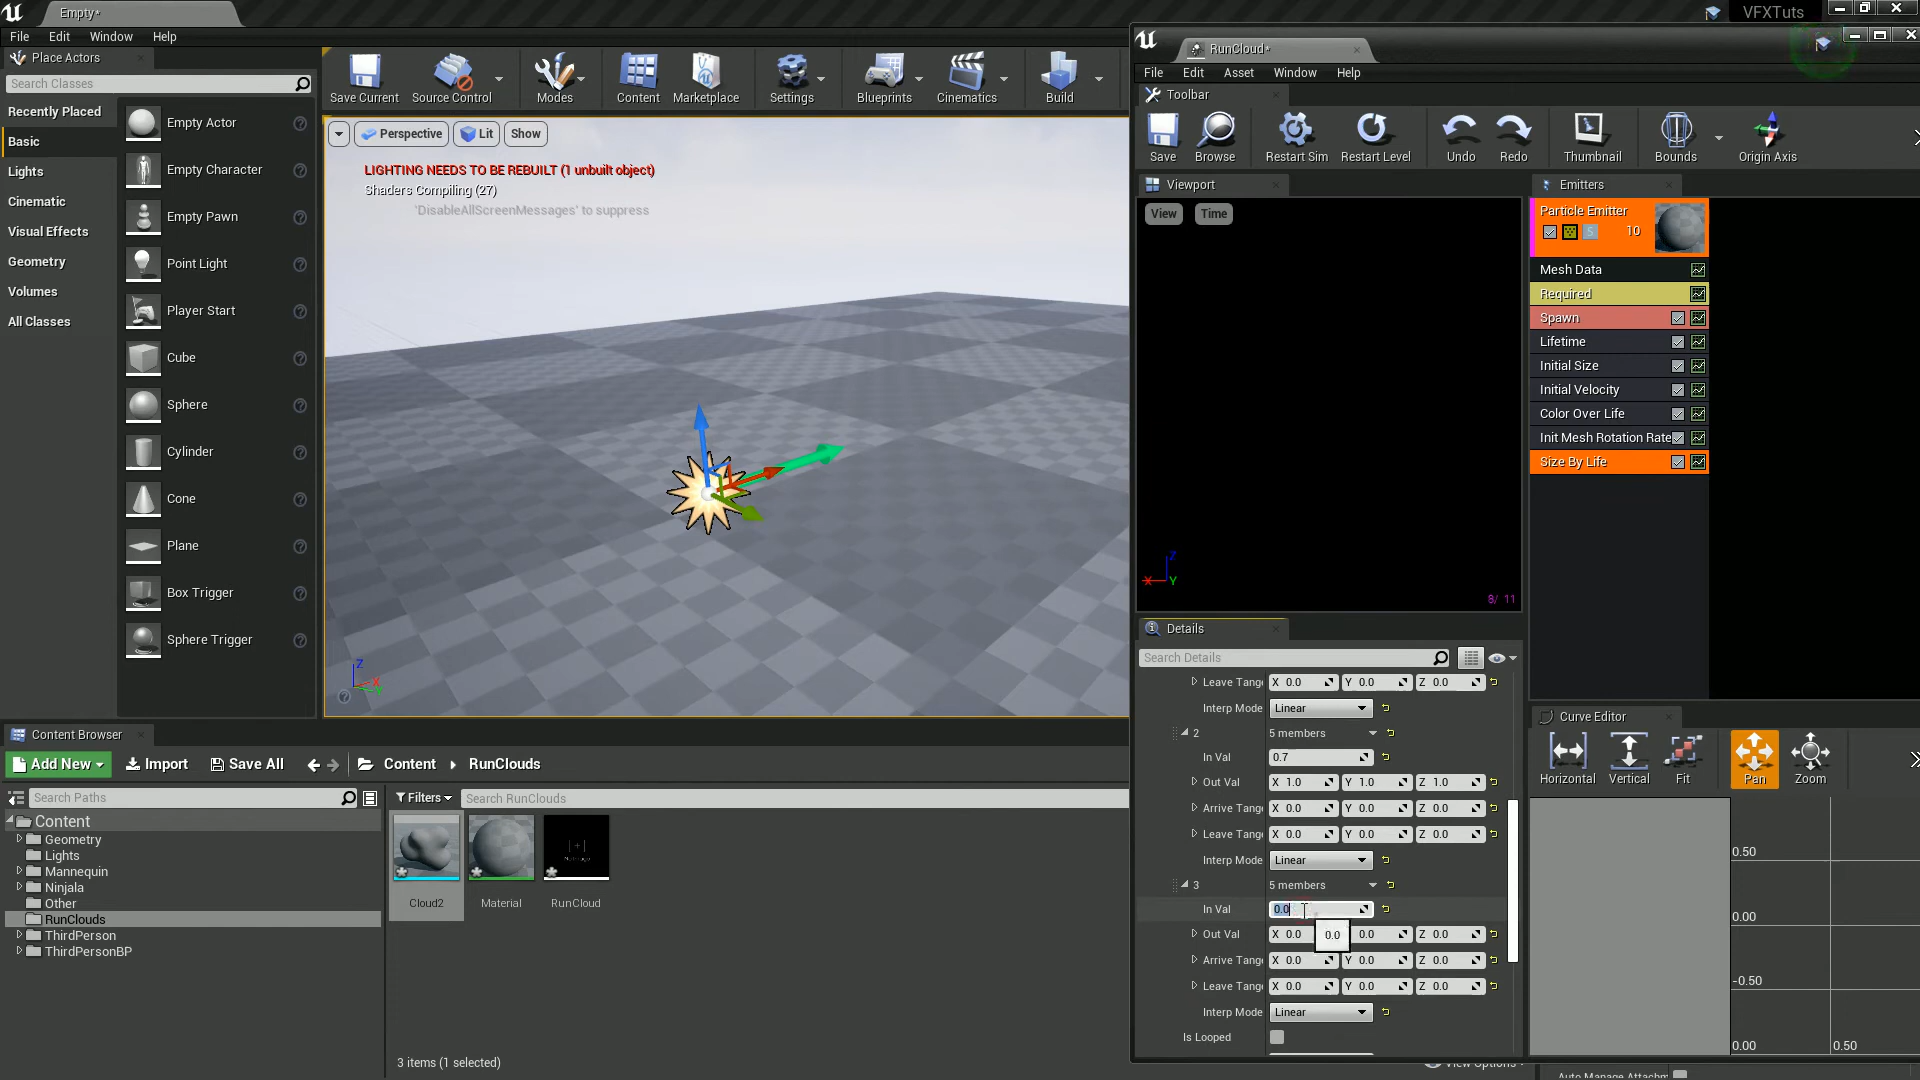 Empty*
VFXTuts
File Edit Window Help
Place Actors
Search Classes
Recently Placed
Basic
Lights
Cinematic
Visual Effects
Geometry
Volumes
All Classes
Empty Actor
Empty Character
Empty Pawn
Point Light
Player Start
Cube
Sphere
Cylinder
Cone
Plane
Box Trigger
Sphere Trigger
Save Current Source Control Modes Content Marketplace Settings Blueprints Cinematics Build
Perspective Lit Show
LIGHTING NEEDS TO BE REBUILT (1 unbuilt object)
Shaders Compiling (27)
'DisableAllScreenMessages' to suppress
Z X Y
Content Browser
Add New Import Save All Content RunClouds
Search Paths
Filters Search RunClouds
Content
Geometry
Lights
Mannequin
Ninjala
Other
RunClouds
ThirdPerson
ThirdPersonBP
Cloud2 Material RunCloud
3 items (1 selected)
RunCloud*
File Edit Asset Window Help
Toolbar
Save Browse Restart Sim Restart Level Undo Redo Thumbnail Bounds Origin Axis
Viewport
View Time
Z X Y
8/ 11
Emitters
Particle Emitter
S 10
Mesh Data
Required
Spawn
Lifetime
Initial Size
Initial Velocity
Color Over Life
Init Mesh Rotation Rate
Size By Life
Details
Search Details
Leave Tange X 0.0 Y 0.0 Z 0.0
Interp Mode Linear
2 5 members
In Val 0.7
Out Val X 1.0 Y 1.0 Z 1.0
Arrive Tange X 0.0 Y 0.0 Z 0.0
Leave Tange X 0.0 Y 0.0 Z 0.0
Interp Mode Linear
3 5 members
In Val 0.0
Out Val X 0.0 0.0 0.0 Z 0.0
Arrive Tange X 0.0 Y 0.0 Z 0.0
Leave Tange X 0.0 Y 0.0 Z 0.0
Interp Mode Linear
Is Looped
Curve Editor
Horizontal Vertical Fit Pan Zoom
0.50
0.00
-0.50
0.00 0.50
View Options
Auto Manage Attachm